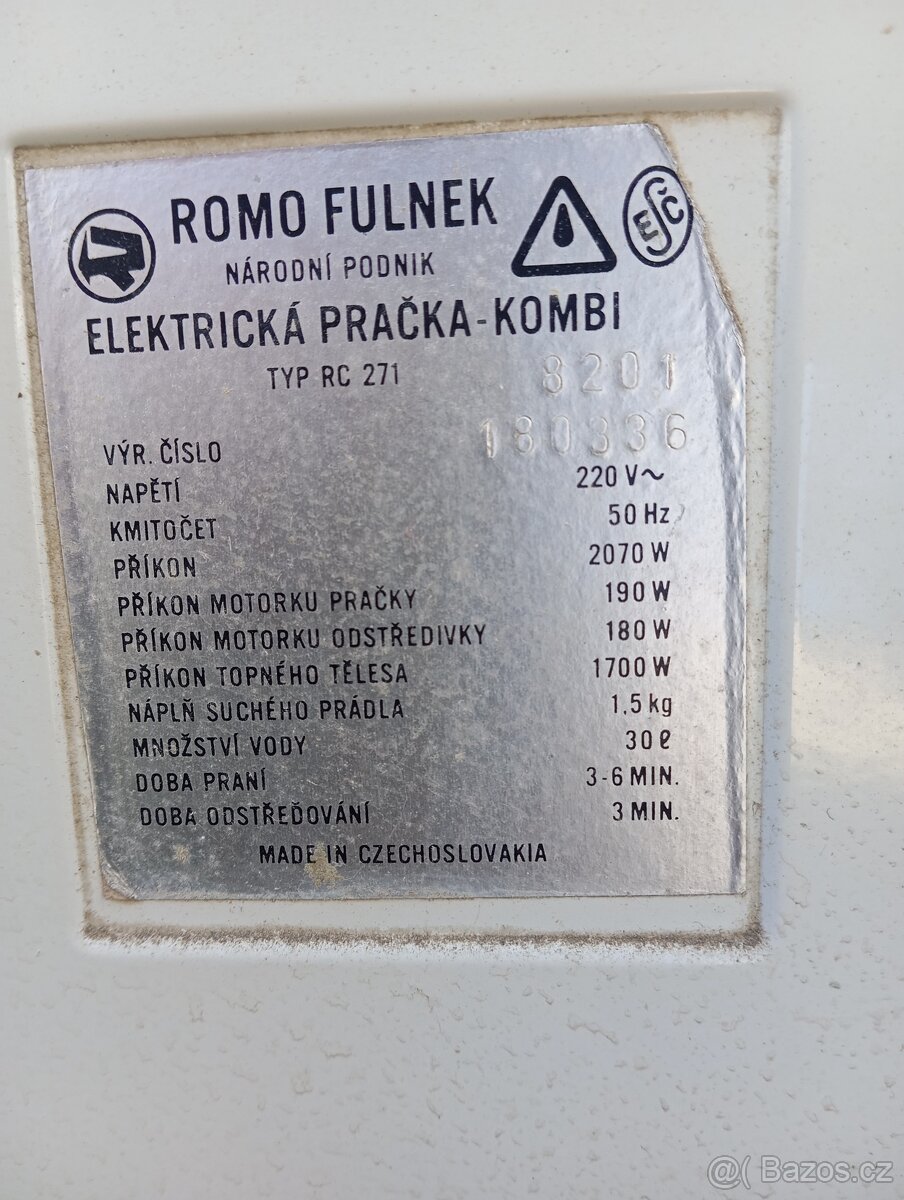 ROMO FULNEK
NÁRODNÍ PODNIK
ESČ
ELEKTRICKÁ PRAČKA-KOMBI
TYP RC 271 8201
VÝR. ČÍSLO 180336
NAPĚTÍ 220 V~
KMITOČET 50 Hz
PŘÍKON 2070 W
PŘÍKON MOTORKU PRAČKY 190 W
PŘÍKON MOTORKU ODSTŘEDIVKY 180 W
PŘÍKON TOPNÉHO TĚLESA 1700 W
NÁPLŇ SUCHÉHO PRÁDLA 1,5 kg
MNOŽSTVÍ VODY 30 ℓ
DOBA PRANÍ 3-6 MIN.
DOBA ODSTŘEĎOVÁNÍ 3 MIN.
MADE IN CZECHOSLOVAKIA
@( Bazos.cz